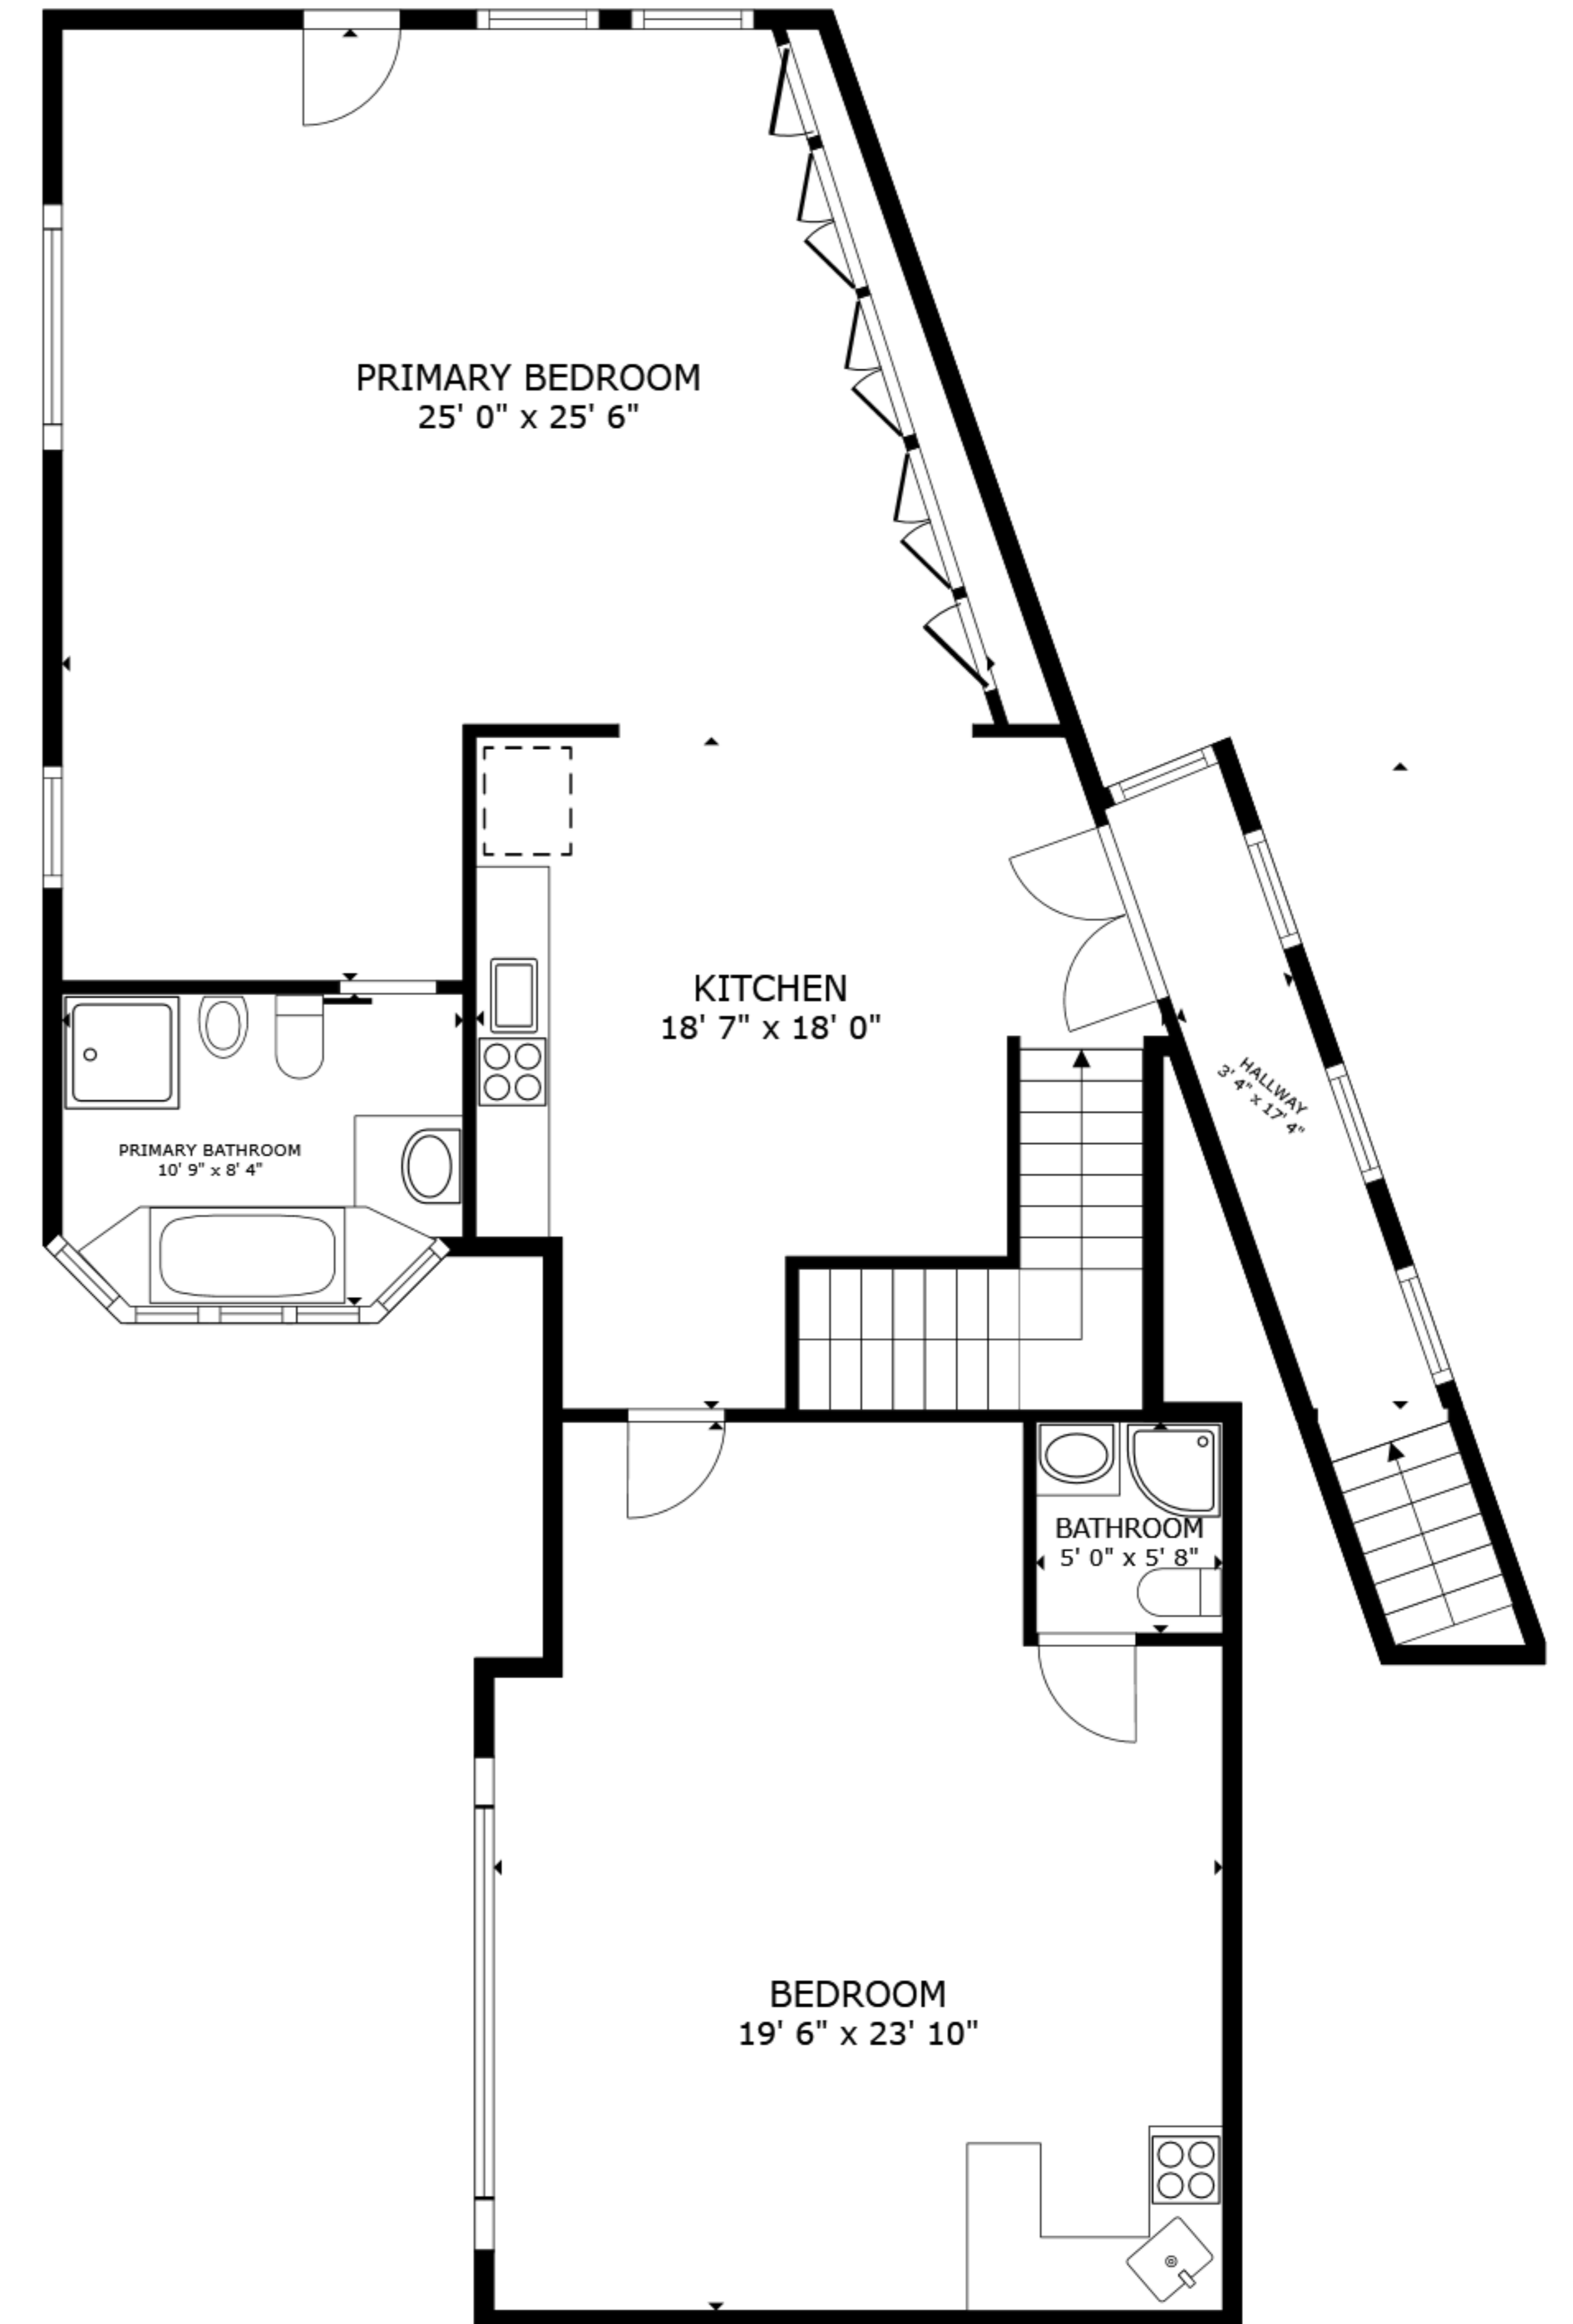 PRIMARY BEDROOM
25' 0" x 25' 6"
KITCHEN
18' 7" x 18' 0"
HALLWAY
3' 4" x 17' 4"
PRIMARY BATHROOM
10' 9" x 8' 4"
BATHROOM
5' 0" x 5' 8"
BEDROOM
19' 6" x 23' 10"